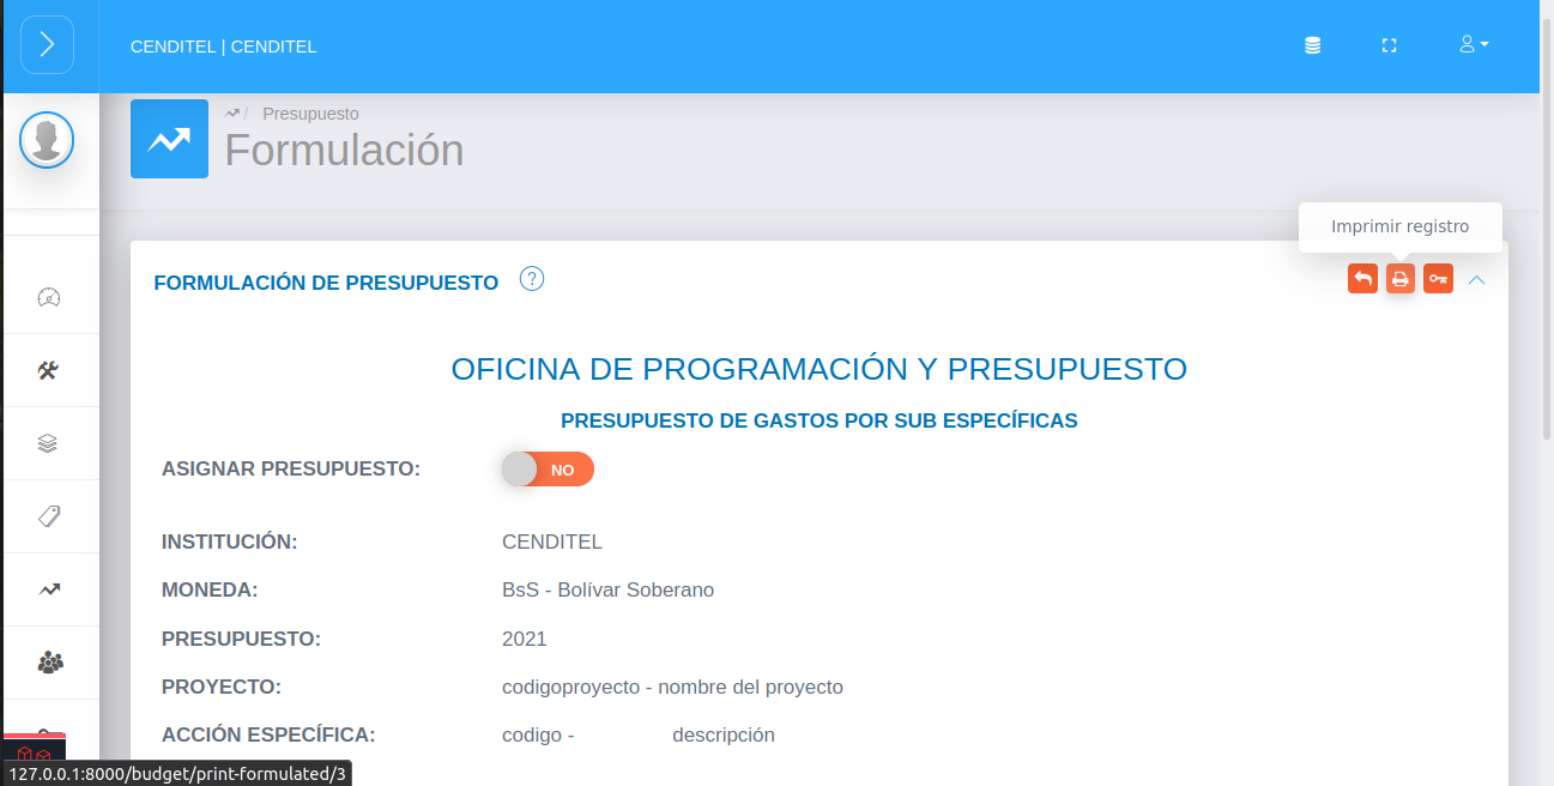 CENDITEL | CENDITEL
/ Presupuesto
Formulación
Imprimir registro
FORMULACIÓN DE PRESUPUESTO ?
OFICINA DE PROGRAMACIÓN Y PRESUPUESTO
PRESUPUESTO DE GASTOS POR SUB ESPECÍFICAS
ASIGNAR PRESUPUESTO: NO
INSTITUCIÓN: CENDITEL
MONEDA: BsS - Bolívar Soberano
PRESUPUESTO: 2021
PROYECTO: codigoproyecto - nombre del proyecto
ACCIÓN ESPECÍFICA: codigo - descripción
127.0.0.1:8000/budget/print-formulated/3